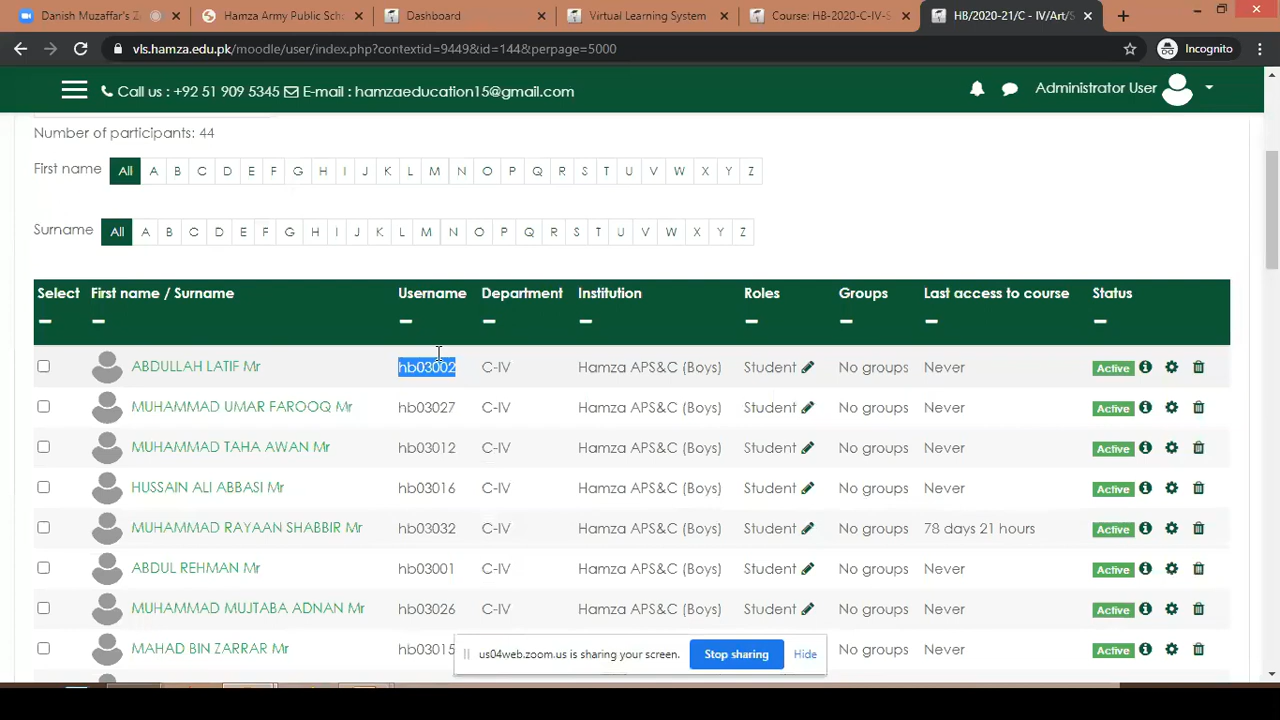 Danish Muzaffar's Z
Hamza Army Public Scho
Dashboard
Virtual Learning System
Course: HB-2020-C-IV-S
HB/2020-21/C - IV/Art/S
vls.hamza.edu.pk/moodle/user/index.php?contextid=9449&id=144&perpage=5000
Incognito
Call us : +92 51 909 5345 E-mail : hamzaeducation15@gmail.com
Administrator User
Number of participants: 44
First name All A B C D E F G H I J K L M N O P Q R S T U V W X Y Z
Surname All A B C D E F G H I J K L M N O P Q R S T U V W X Y Z
Select First name / Surname Username Department Institution Roles Groups Last access to course Status
ABDULLAH LATIF Mr hb03002 C-IV Hamza APS&C (Boys) Student No groups Never Active
MUHAMMAD UMAR FAROOQ Mr hb03027 C-IV Hamza APS&C (Boys) Student No groups Never Active
MUHAMMAD TAHA AWAN Mr hb03012 C-IV Hamza APS&C (Boys) Student No groups Never Active
HUSSAIN ALI ABBASI Mr hb03016 C-IV Hamza APS&C (Boys) Student No groups Never Active
MUHAMMAD RAYAAN SHABBIR Mr hb03032 C-IV Hamza APS&C (Boys) Student No groups 78 days 21 hours Active
ABDUL REHMAN Mr hb03001 C-IV Hamza APS&C (Boys) Student No groups Never Active
MUHAMMAD MUJTABA ADNAN Mr hb03026 C-IV Hamza APS&C (Boys) Student No groups Never Active
MAHAD BIN ZARRAR Mr hb03015 No groups Never Active
us04web.zoom.us is sharing your screen. Stop sharing Hide